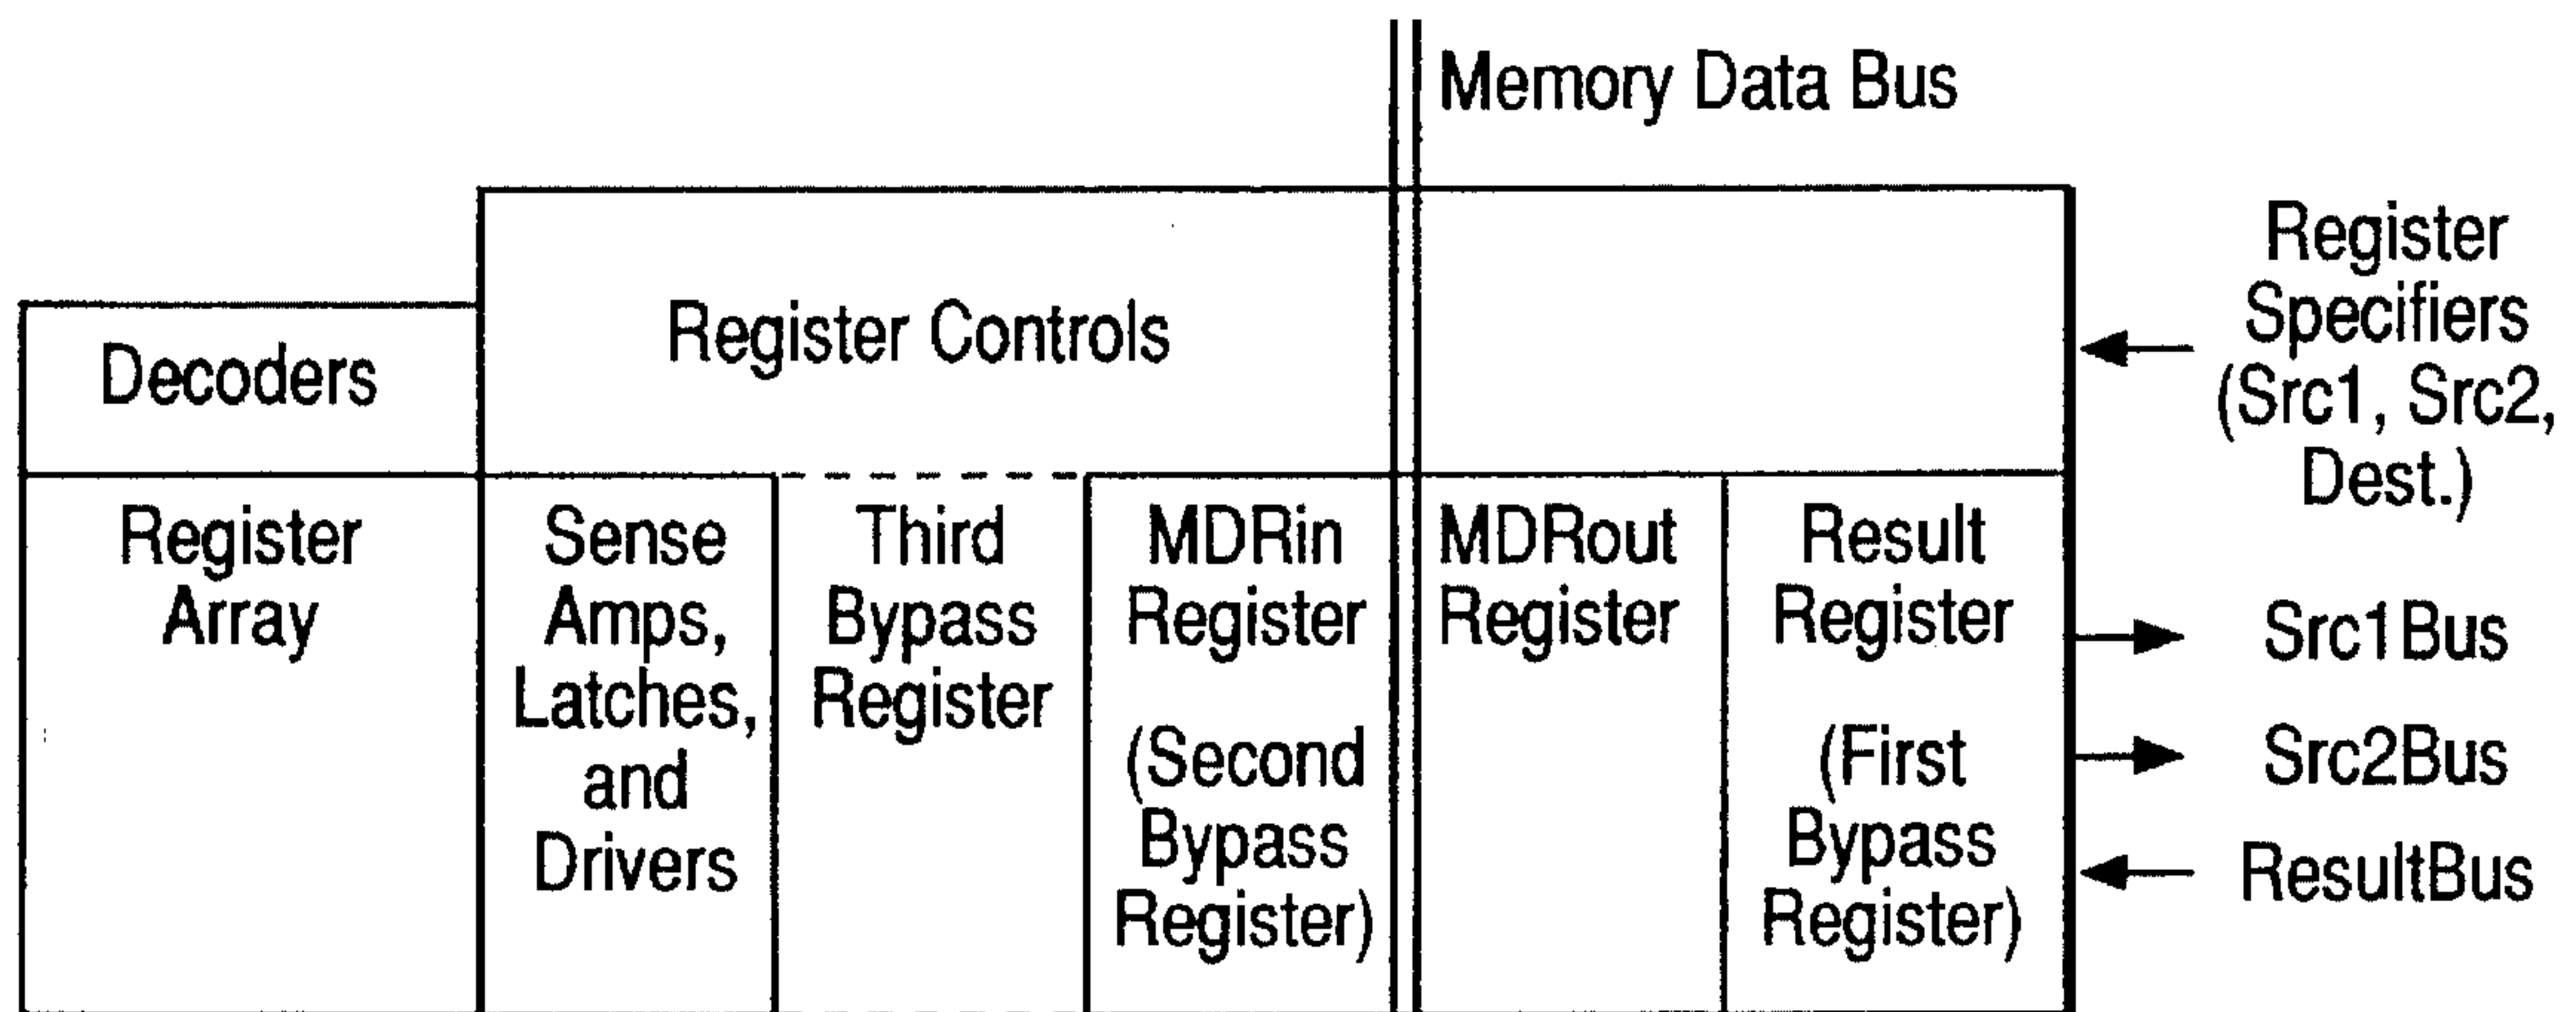 Memory Data Bus
Decoders
Register Controls
Register
Specifiers
(Src1, Src2,
Dest.)
Register
Array
Sense
Amps,
Latches,
and
Drivers
Third
Bypass
Register
MDRin
Register
(Second
Bypass
Register)
MDRout
Register
Result
Register
(First
Bypass
Register)
Src1Bus
Src2Bus
ResultBus